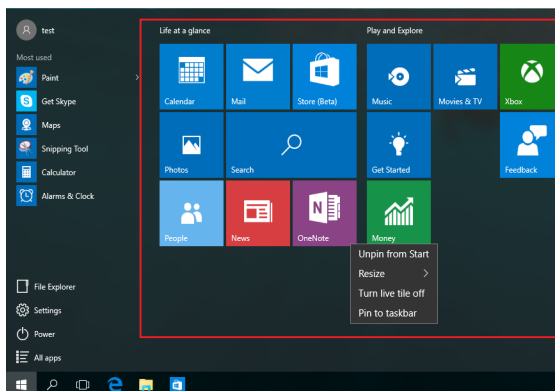 test
Most used
Paint
Get Skype
Maps
Snipping Tool
Calculator
Alarms & Clock
File Explorer
Settings
Power
All apps
Life at a glance
Calendar
Mail
Store (Beta)
Photos
Search
People
News
N
OneNote
Play and Explore
Music
Movies & TV
Xbox
Get Started
Feedback
Money
Unpin from Start
Resize
Turn live tile off
Pin to taskbar